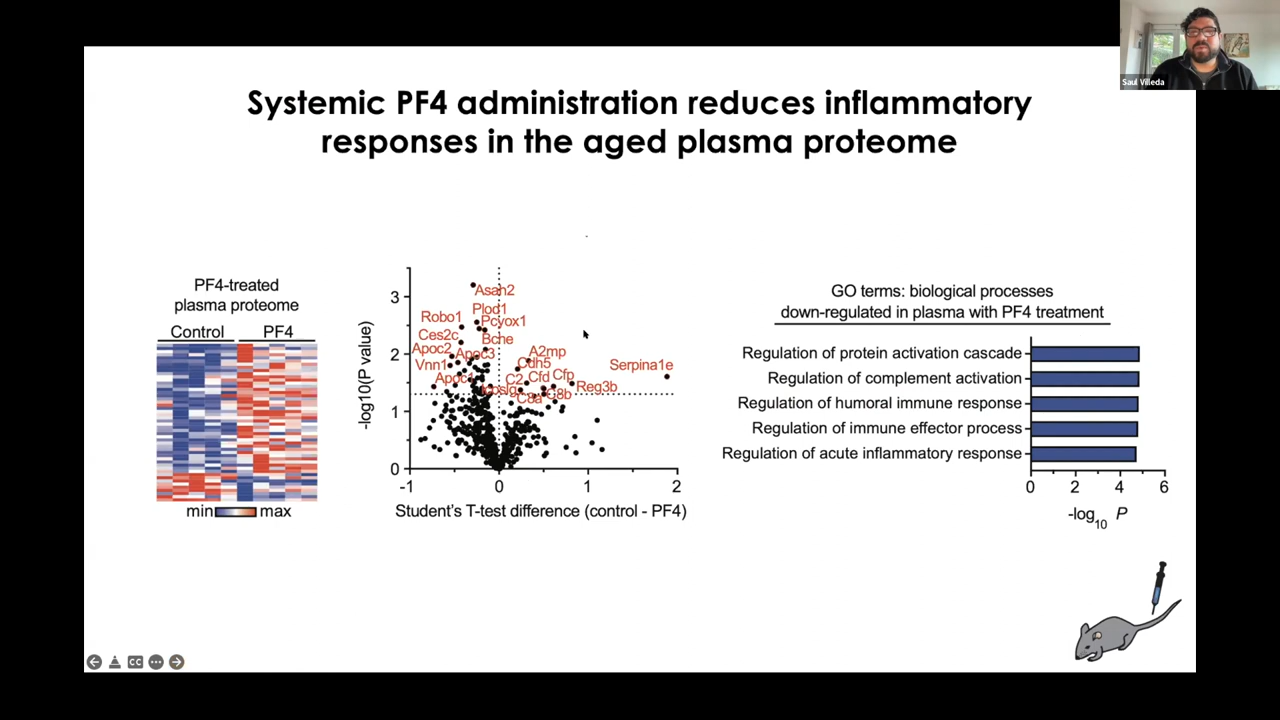 Saul Villeda
Systemic PF4 administration reduces inflammatory
responses in the aged plasma proteome
PF4-treated
plasma proteome
Control
PF4
min
max
-log10(P value)
3
2
1
0
-1
0
1
2
Student's T-test difference (control - PF4)
Asah2
Plod1
Robo1
Pcyox1
Ces2c
Bche
Apoc2
Apoc3
A2mp
Vnn1
Cdh5
Serpina1e
Apoc1
C2
Cfd
Cfp
Reg3b
C8a
C8b
GO terms: biological processes
down-regulated in plasma with PF4 treatment
Regulation of protein activation cascade
Regulation of complement activation
Regulation of humoral immune response
Regulation of immune effector process
Regulation of acute inflammatory response
0
2
4
6
-log10 P
CC